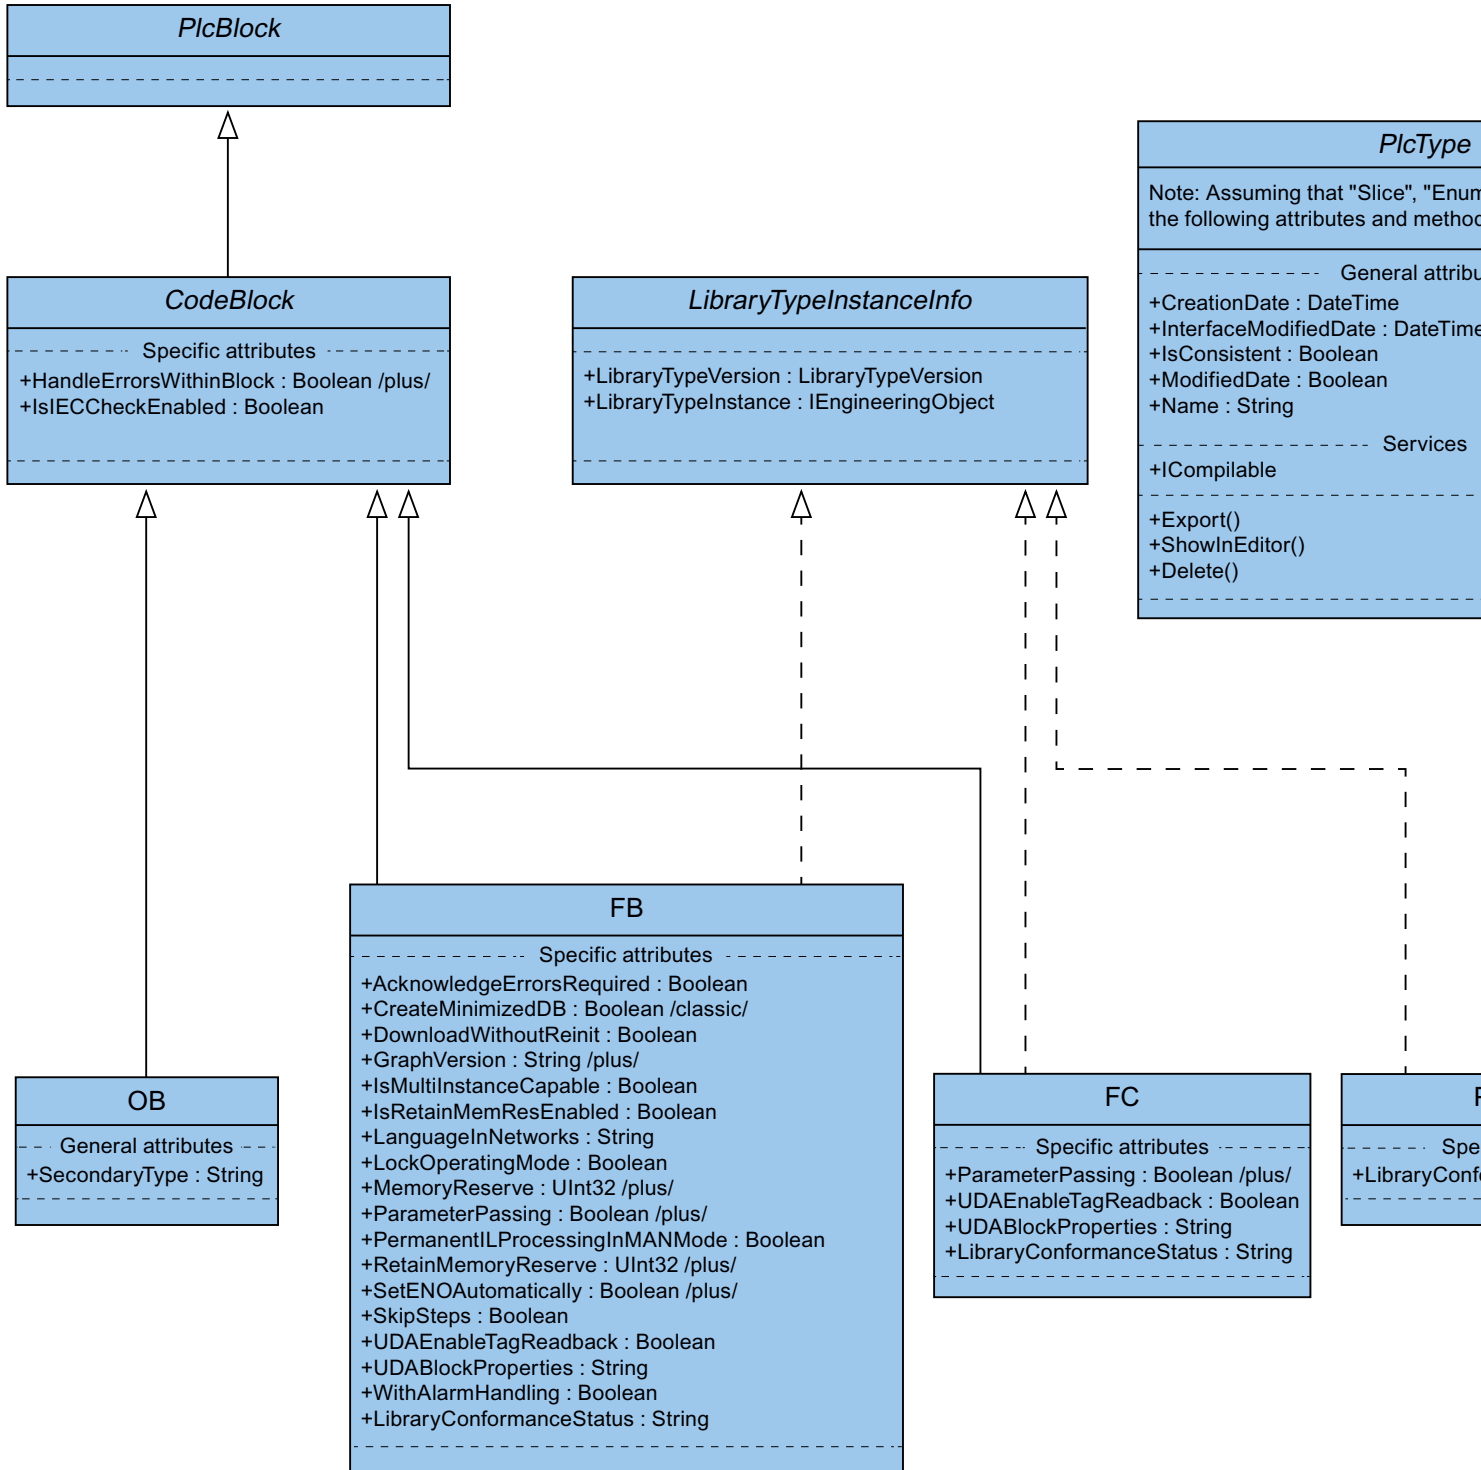 PlcBlock
PlcType
Note: Assuming that "Slice", "Enum
the following attributes and method
General attribu
+CreationDate : DateTime
+InterfaceModifiedDate : DateTime
+IsConsistent : Boolean
+ModifiedDate : Boolean
+Name : String
Services
+ICompilable
+Export()
+ShowInEditor()
+Delete()
CodeBlock
Specific attributes
+HandleErrorsWithinBlock : Boolean /plus/
+IsIECCheckEnabled : Boolean
LibraryTypeInstanceInfo
+LibraryTypeVersion : LibraryTypeVersion
+LibraryTypeInstance : IEngineeringObject
FB
Specific attributes
+AcknowledgeErrorsRequired : Boolean
+CreateMinimizedDB : Boolean /classic/
+DownloadWithoutReinit : Boolean
+GraphVersion : String /plus/
+IsMultiInstanceCapable : Boolean
+IsRetainMemResEnabled : Boolean
+LanguageInNetworks : String
+LockOperatingMode : Boolean
+MemoryReserve : UInt32 /plus/
+ParameterPassing : Boolean /plus/
+PermanentILProcessingInMANMode : Boolean
+RetainMemoryReserve : UInt32 /plus/
+SetENOAutomatically : Boolean /plus/
+SkipSteps : Boolean
+UDAEnableTagReadback : Boolean
+UDABlockProperties : String
+WithAlarmHandling : Boolean
+LibraryConformanceStatus : String
OB
General attributes
+SecondaryType : String
FC
Specific attributes
+ParameterPassing : Boolean /plus/
+UDAEnableTagReadback : Boolean
+UDABlockProperties : String
+LibraryConformanceStatus : String
Spe
+LibraryConf